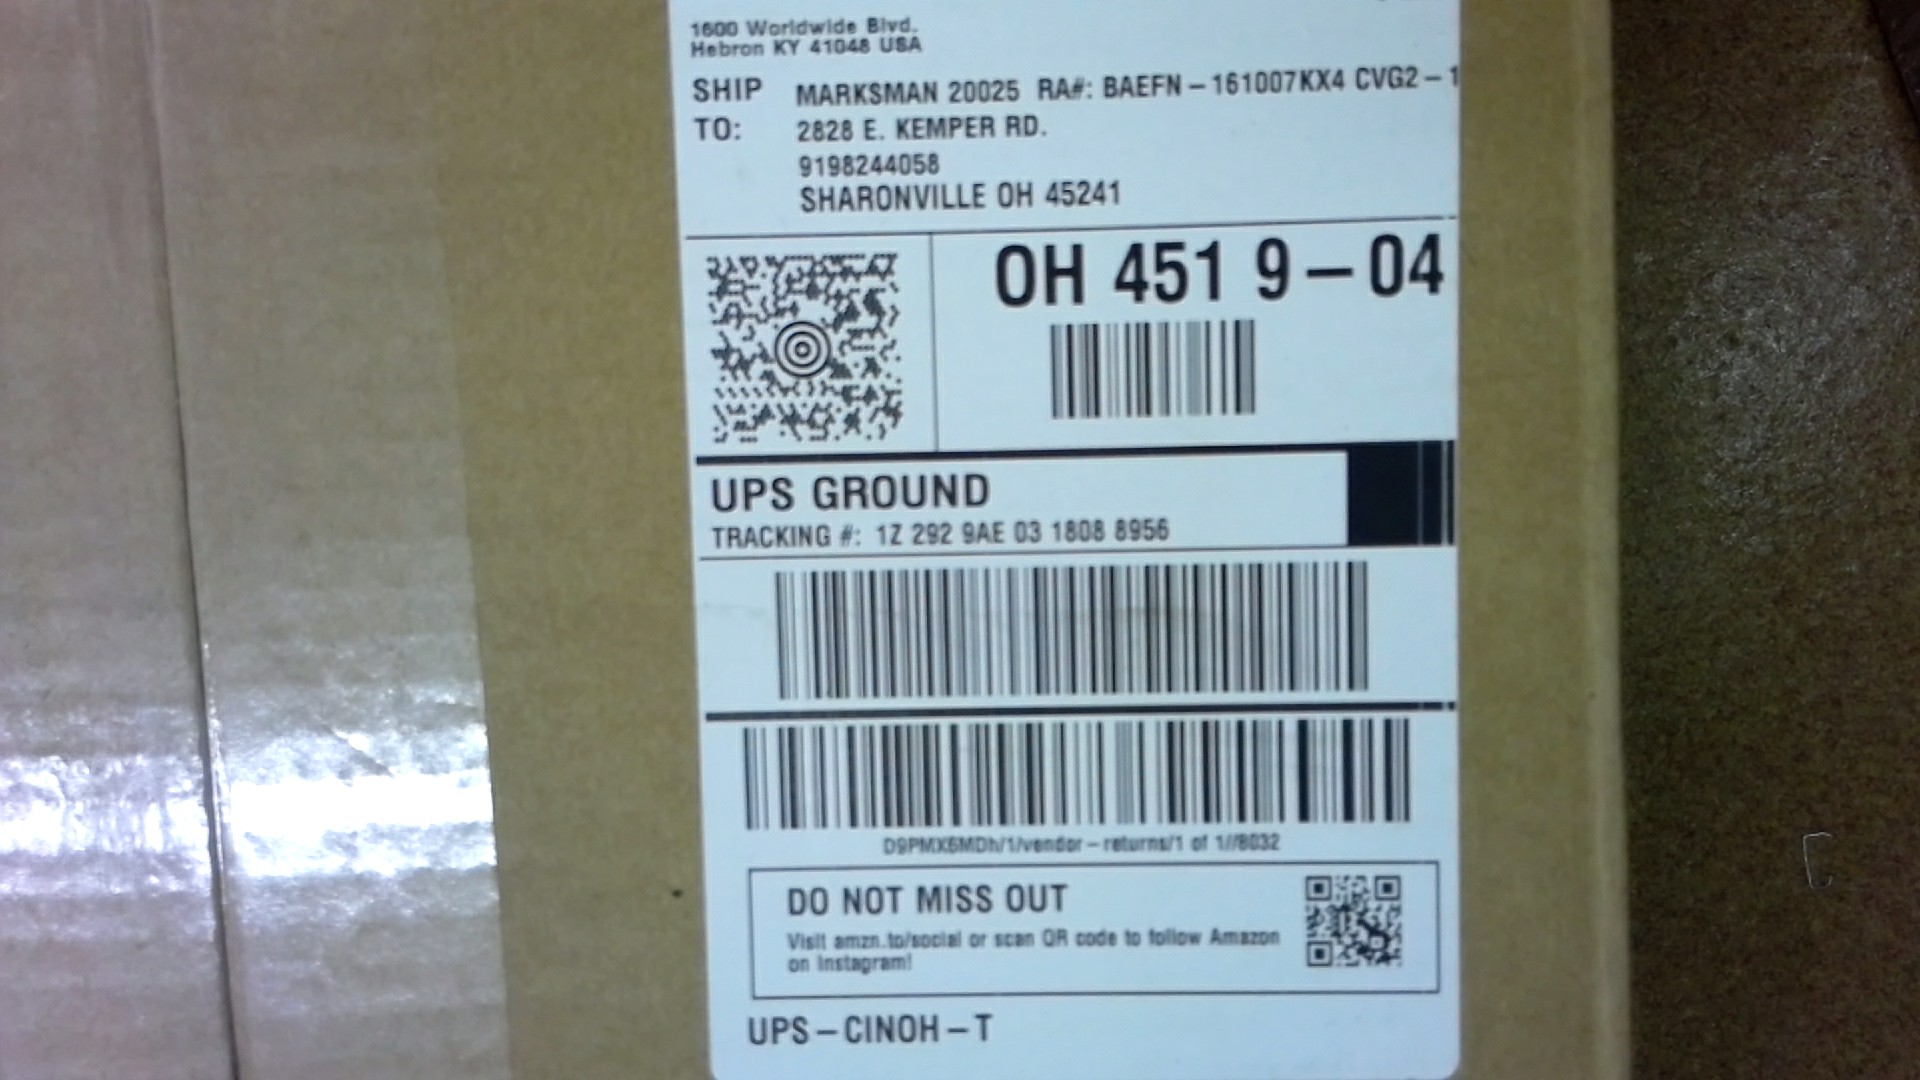 1600 Worldwide Blvd.
Hebron KY 41048 USA
SHIP TO:
MARKSMAN 20025 RA#: BAEFN-161007KX4 CVG2-1
2828 E. KEMPER RD.
9198244058
SHARONVILLE OH 45241
OH 451 9-04
UPS GROUND
TRACKING #: 1Z 292 9AE 03 1808 8956
D9PMX6MDh/1/vendor-returns/1 of 1//8032
DO NOT MISS OUT
Visit amzn.to/social or scan QR code to follow Amazon
on Instagram!
UPS-CINOH-T